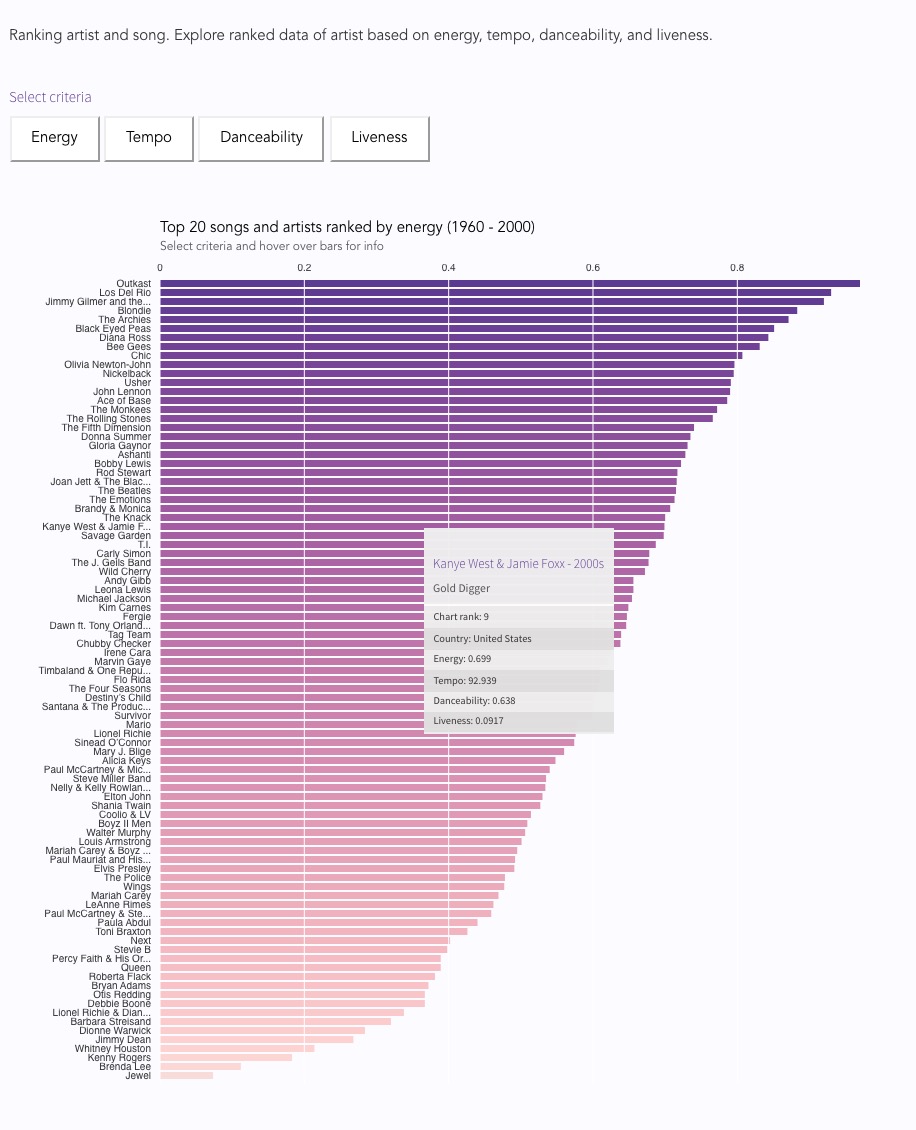 Ranking artist and song. Explore ranked data of artist based on energy, tempo, danceability, and liveness.
Select criteria
Energy Tempo Danceability Liveness
Top 20 songs and artists ranked by energy (1960 - 2000)
Select criteria and hover over bars for info
0 0.2 0.4 0.6 0.8
Outkast
Los Del Rio
Jimmy Gilmer and the...
Blondie
The Archies
Black Eyed Peas
Diana Ross
Bee Gees
Chic
Olivia Newton-John
Nickelback
Usher
John Lennon
Ace of Base
The Monkees
The Rolling Stones
The Fifth Dimension
Donna Summer
Gloria Gaynor
Ashanti
Bobby Lewis
Rod Stewart
Joan Jett & The Blac...
The Beatles
The Emotions
Brandy & Monica
The Knack
Kanye West & Jamie F...
Savage Garden
T.I.
Carly Simon
The J. Geils Band
Wild Cherry
Andy Gibb
Leona Lewis
Michael Jackson
Kim Carnes
Fergie
Dawn ft. Tony Orland...
Tag Team
Chubby Checker
Irene Cara
Marvin Gaye
Timbaland & One Repu...
Flo Rida
The Four Seasons
Destiny's Child
Santana & The Produc...
Survivor
Mario
Lionel Richie
Sinead O'Connor
Mary J. Blige
Alicia Keys
Paul McCartney & Mic...
Steve Miller Band
Nelly & Kelly Rowlan...
Elton John
Shania Twain
Coolio & LV
Boyz II Men
Walter Murphy
Louis Armstrong
Mariah Carey & Boyz ...
Paul Mauriat and His...
Elvis Presley
The Police
Wings
Mariah Carey
LeAnne Rimes
Paul McCartney & Ste...
Paula Abdul
Toni Braxton
Next
Stevie B
Percy Faith & His Or...
Queen
Roberta Flack
Bryan Adams
Otis Redding
Debbie Boone
Lionel Richie & Dian...
Barbara Streisand
Dionne Warwick
Jimmy Dean
Whitney Houston
Kenny Rogers
Brenda Lee
Jewel
Kanye West & Jamie Foxx - 2000s
Gold Digger
Chart rank: 9
Country: United States
Energy: 0.699
Tempo: 92.939
Danceability: 0.638
Liveness: 0.0917